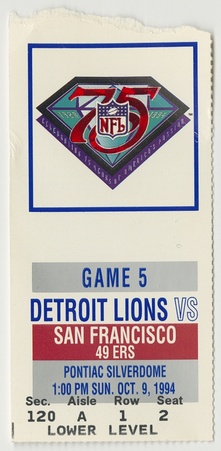 75
NFL
GAME 5
DETROIT LIONS VS
SAN FRANCISCO
49 ERS
PONTIAC SILVERDOME
1:00 PM SUN. OCT. 9, 1994
Sec. Aisle Row Seat
120 A 1 2
LOWER LEVEL